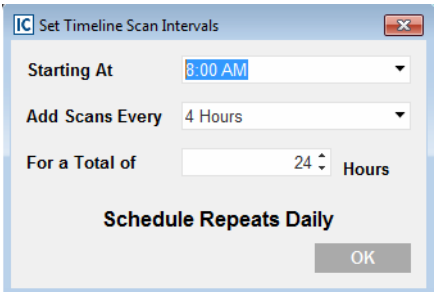 IC Set Timeline Scan Intervals
Starting At 8:00 AM
Add Scans Every 4 Hours
For a Total of 24 Hours
Schedule Repeats Daily
OK